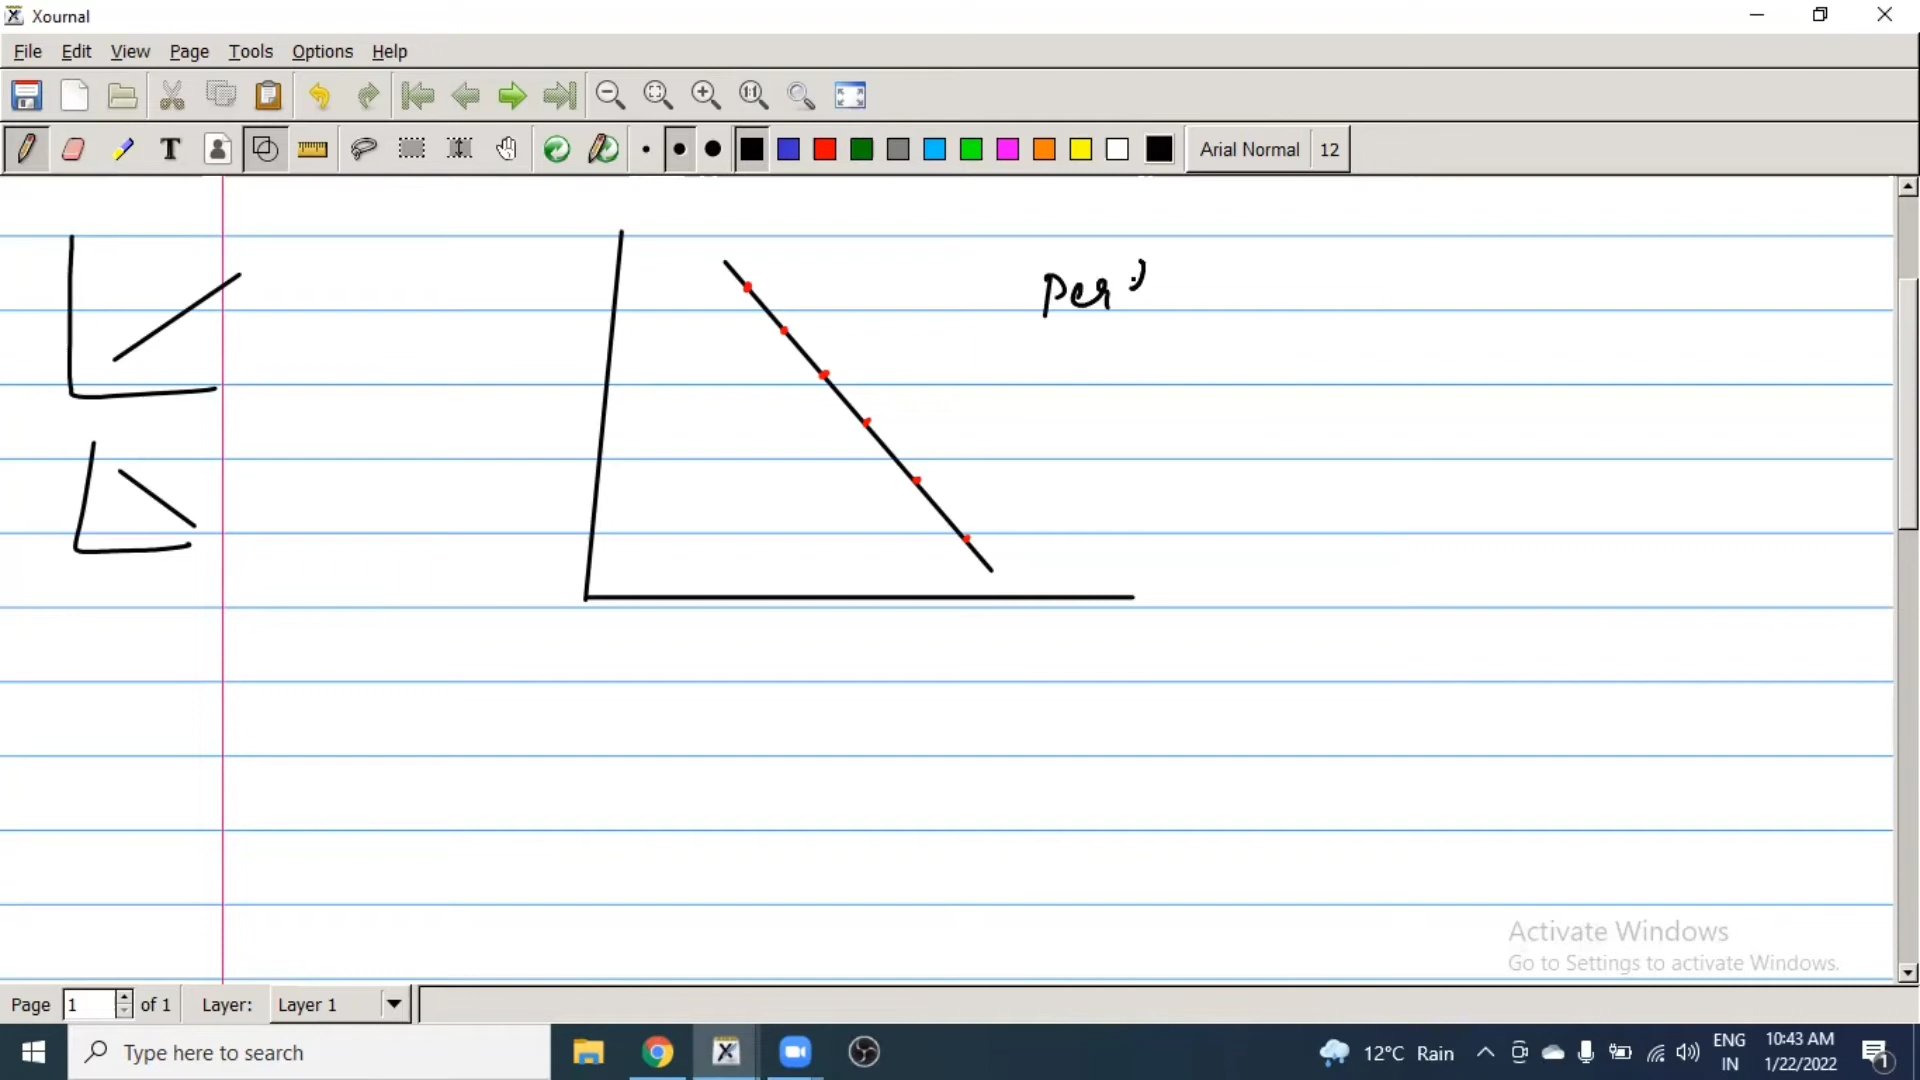 Xournal
File Edit View Page Tools Options Help
T Arial Normal 12
Per
Activate Windows
Go to Settings to activate Windows.
Page 1 of 1 Layer: Layer 1
Type here to search 12°C Rain ENG 10:43 AM
IN 1/22/2022 1